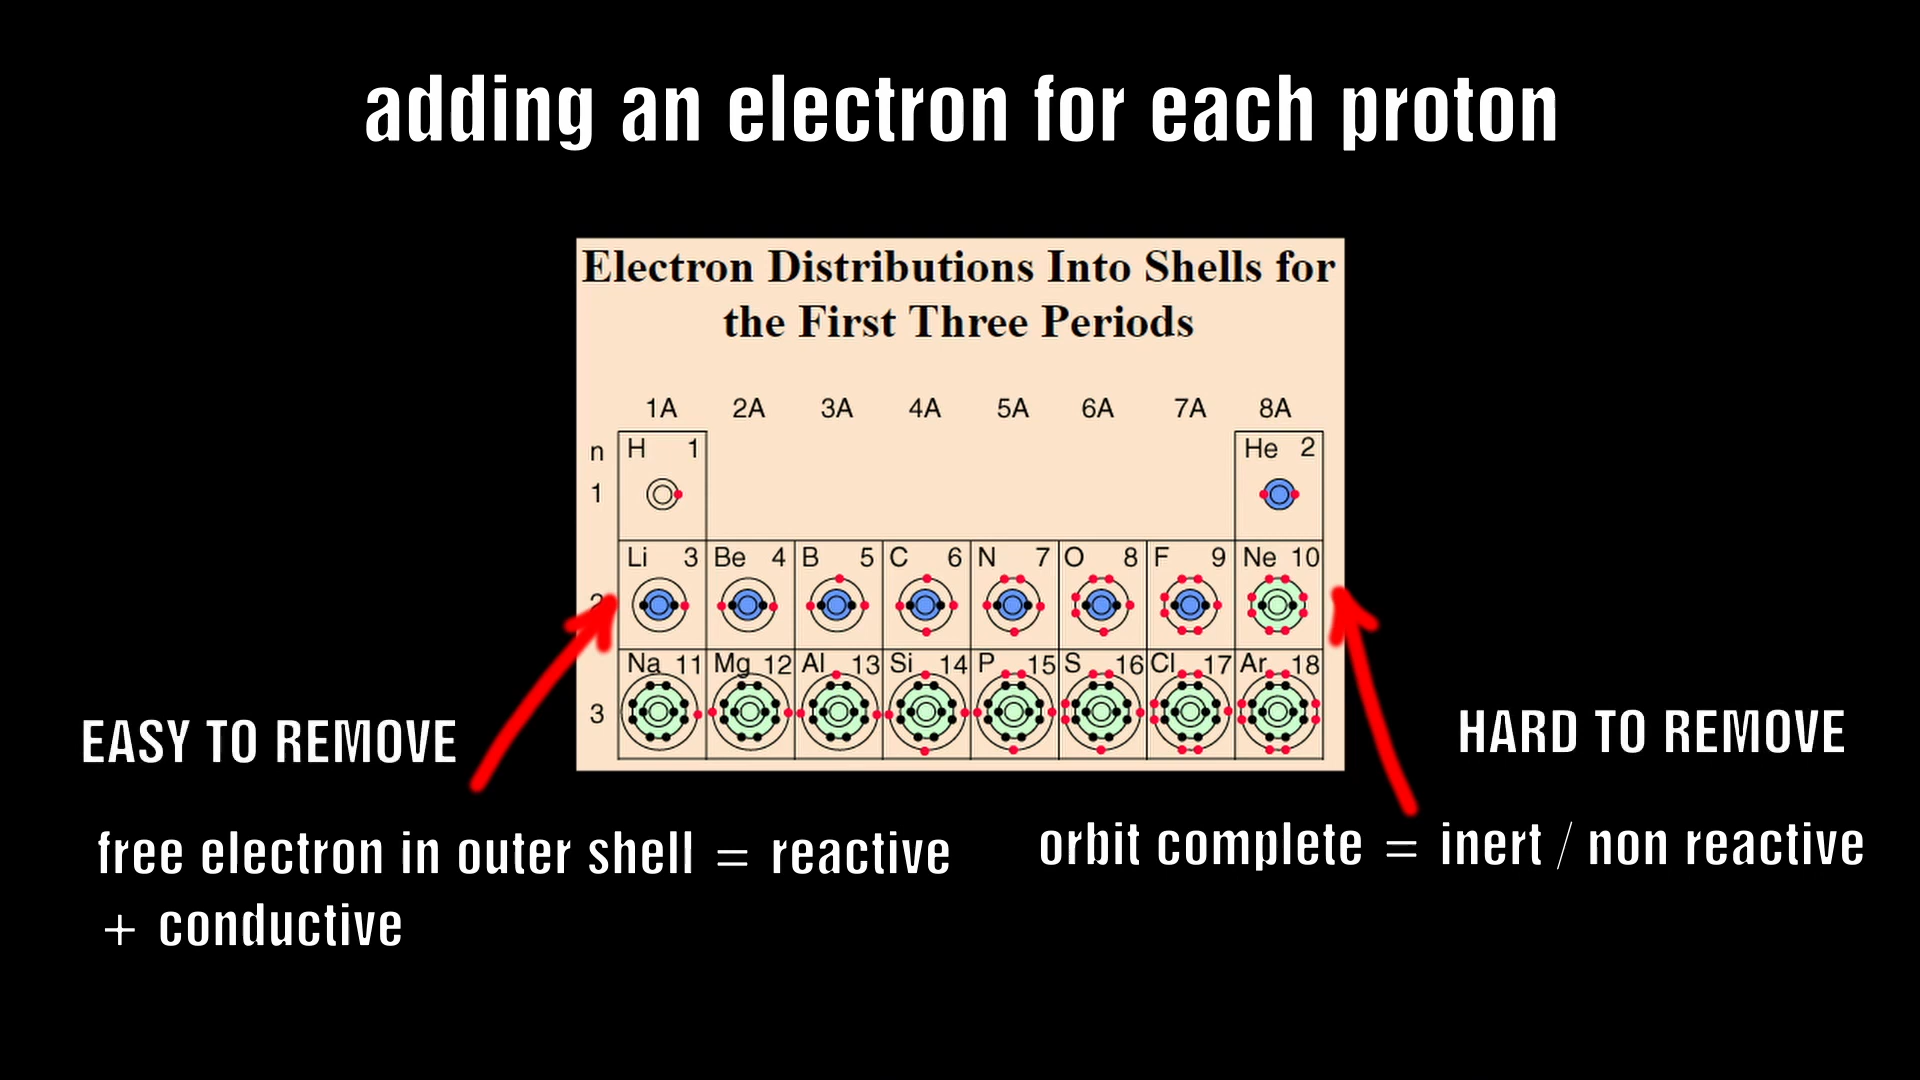 adding an electron for each proton
Electron Distributions Into Shells for
the First Three Periods
1A 2A 3A 4A 5A 6A 7A 8A
n H 1 He 2
1
Li 3 Be 4 B 5 C 6 N 7 O 8 F 9 Ne 10
2
Na 11 Mg 12 Al 13 Si 14 P 15 S 16 Cl 17 Ar 18
3
EASY TO REMOVE
HARD TO REMOVE
free electron in outer shell = reactive
+ conductive
orbit complete = inert / non reactive